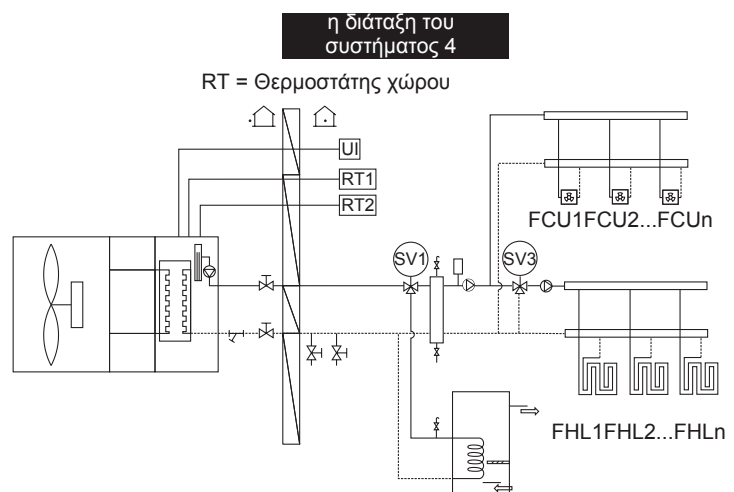 η διάταξη του
συστήματος 4
RT = Θερμοστάτης χώρου
UI
RT1
RT2
FCU1FCU2...FCUn
SV1
SV3
FHL1FHL2...FHLn